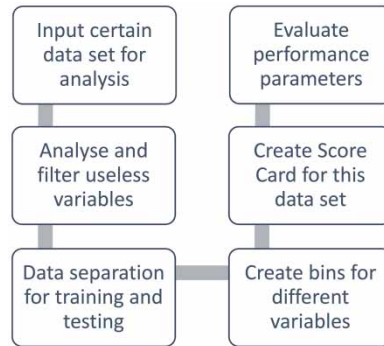 Input certain
data set for
analysis
Analyse and
filter useless
variables
Data separation
for training and
testing
Create bins for
different
variables
Create Score
Card for this
data set
Evaluate
performance
parameters